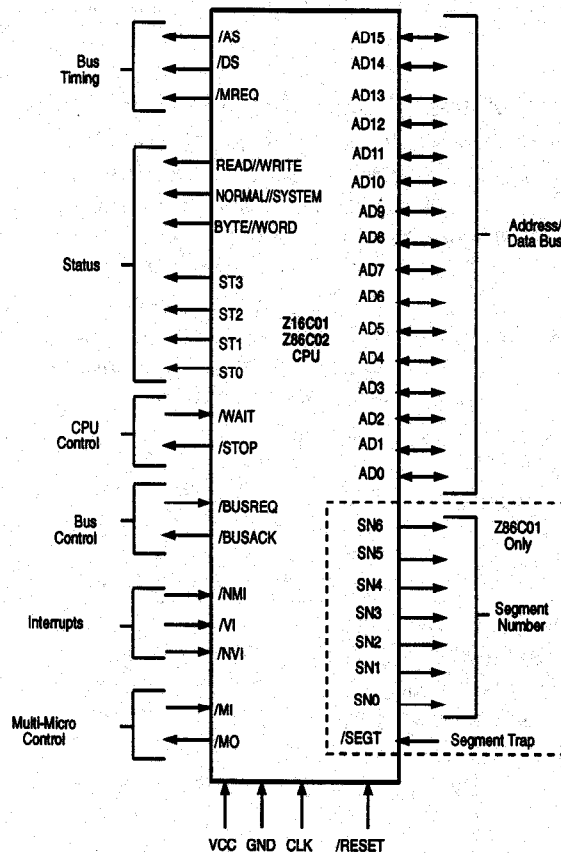 Bus
Timing
/AS
/DS
/MREQ
Status
READ//WRITE
NORMAL//SYSTEM
BYTE//WORD
ST3
ST2
ST1
ST0
CPU
Control
/WAIT
/STOP
Bus
Control
/BUSREQ
/BUSACK
Interrupts
/NMI
/VI
/NVI
Multi-Micro
Control
/MI
/MO
Z16C01
Z86C02
CPU
AD15
AD14
AD13
AD12
AD11
AD10
AD9
AD8
AD7
AD6
AD5
AD4
AD3
AD2
AD1
AD0
Address/
Data Bus
SN6
SN5
SN4
SN3
SN2
SN1
SN0
Z86C01
Only
Segment
Number
/SEGT
Segment Trap
VCC GND CLK /RESET